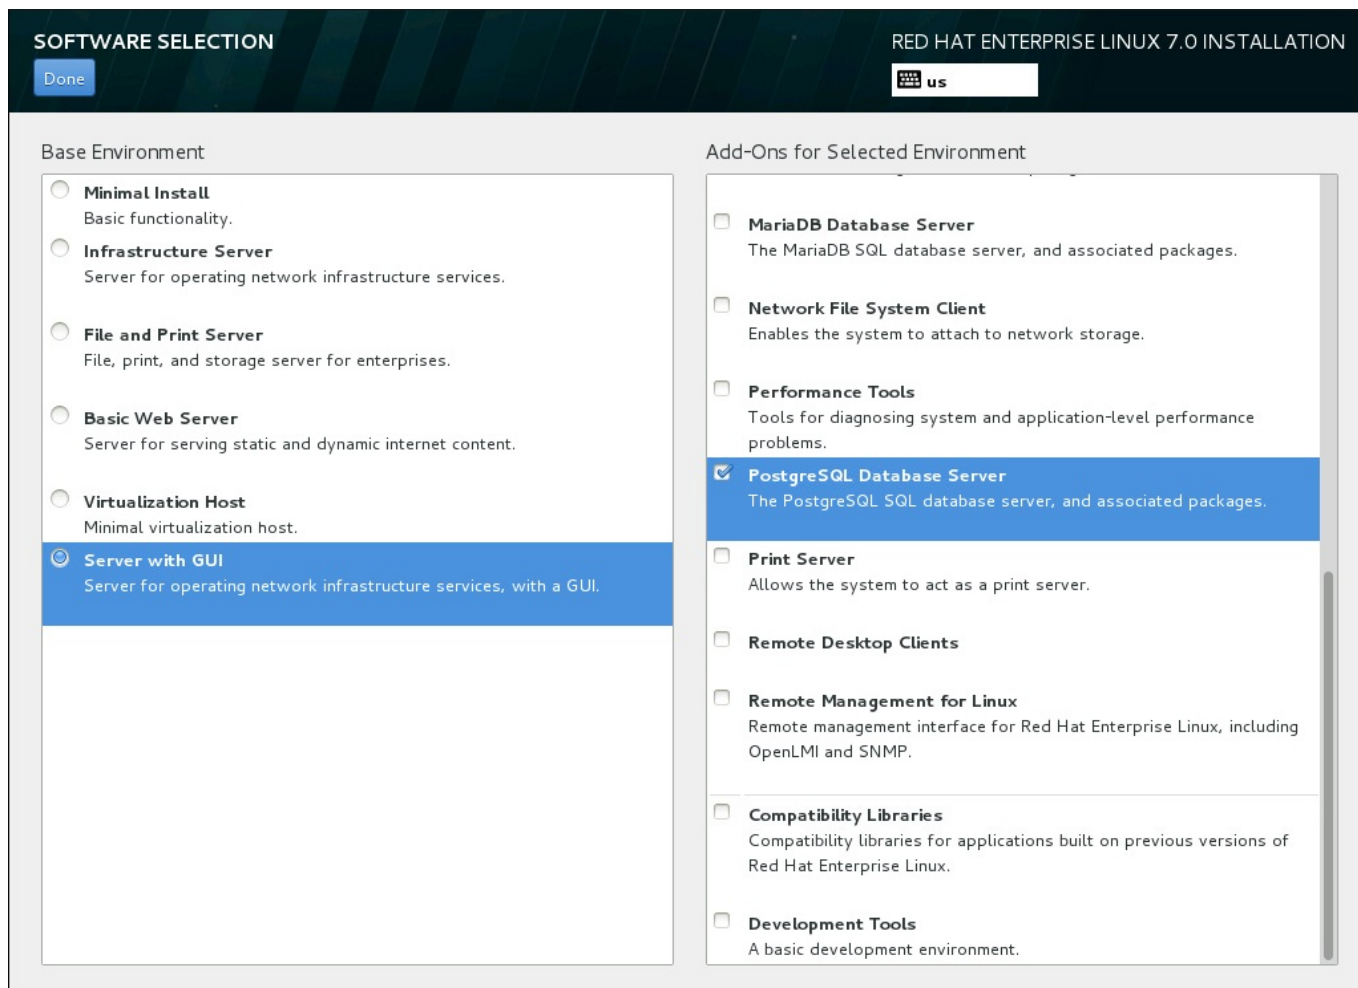 SOFTWARE SELECTION
RED HAT ENTERPRISE LINUX 7.0 INSTALLATION
Done
us
Base Environment
Minimal Install
Basic functionality.
Infrastructure Server
Server for operating network infrastructure services.
File and Print Server
File, print, and storage server for enterprises.
Basic Web Server
Server for serving static and dynamic internet content.
Virtualization Host
Minimal virtualization host.
Server with GUI
Server for operating network infrastructure services, with a GUI.
Add-Ons for Selected Environment
MariaDB Database Server
The MariaDB SQL database server, and associated packages.
Network File System Client
Enables the system to attach to network storage.
Performance Tools
Tools for diagnosing system and application-level performance
problems.
PostgreSQL Database Server
The PostgreSQL SQL database server, and associated packages.
Print Server
Allows the system to act as a print server.
Remote Desktop Clients
Remote Management for Linux
Remote management interface for Red Hat Enterprise Linux, including
OpenLMI and SNMP.
Compatibility Libraries
Compatibility libraries for applications built on previous versions of
Red Hat Enterprise Linux.
Development Tools
A basic development environment.